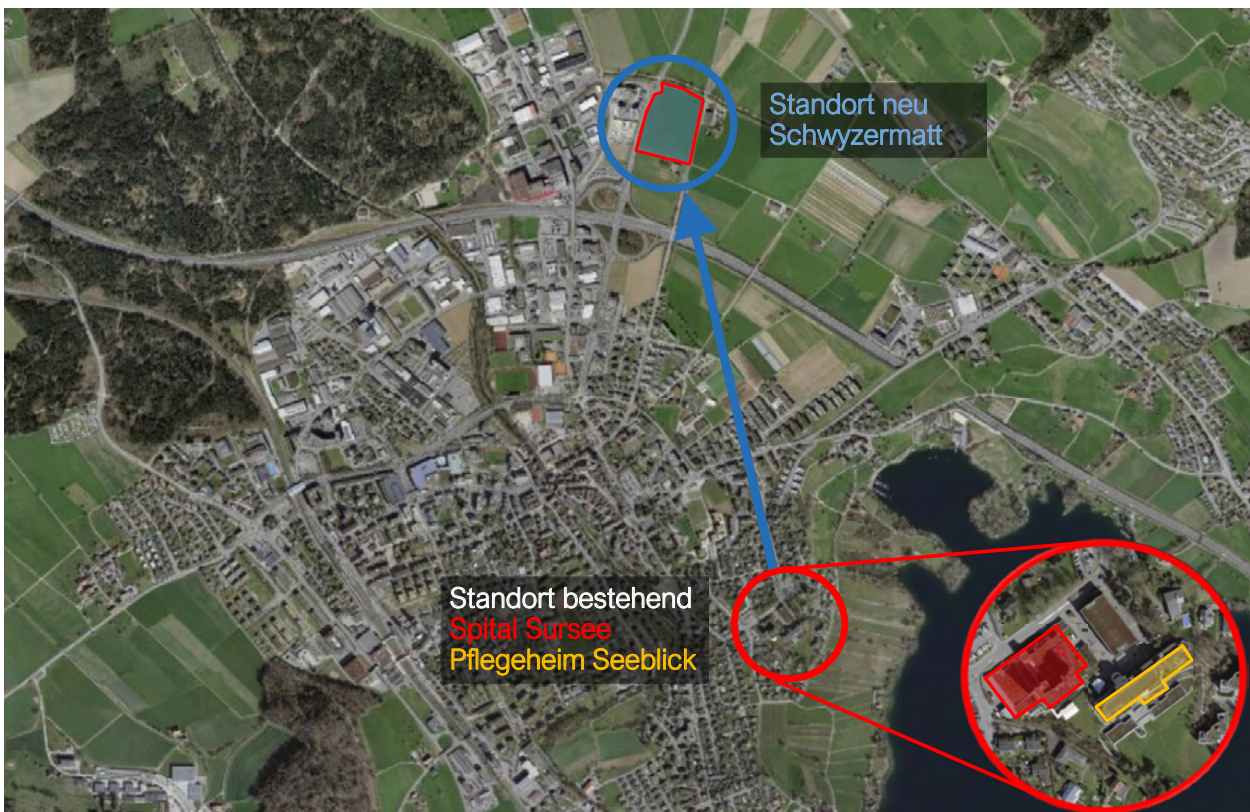 Standort neu
Schwyzermatt
Standort bestehend
Spital Sursee
Pflegeheim Seeblick